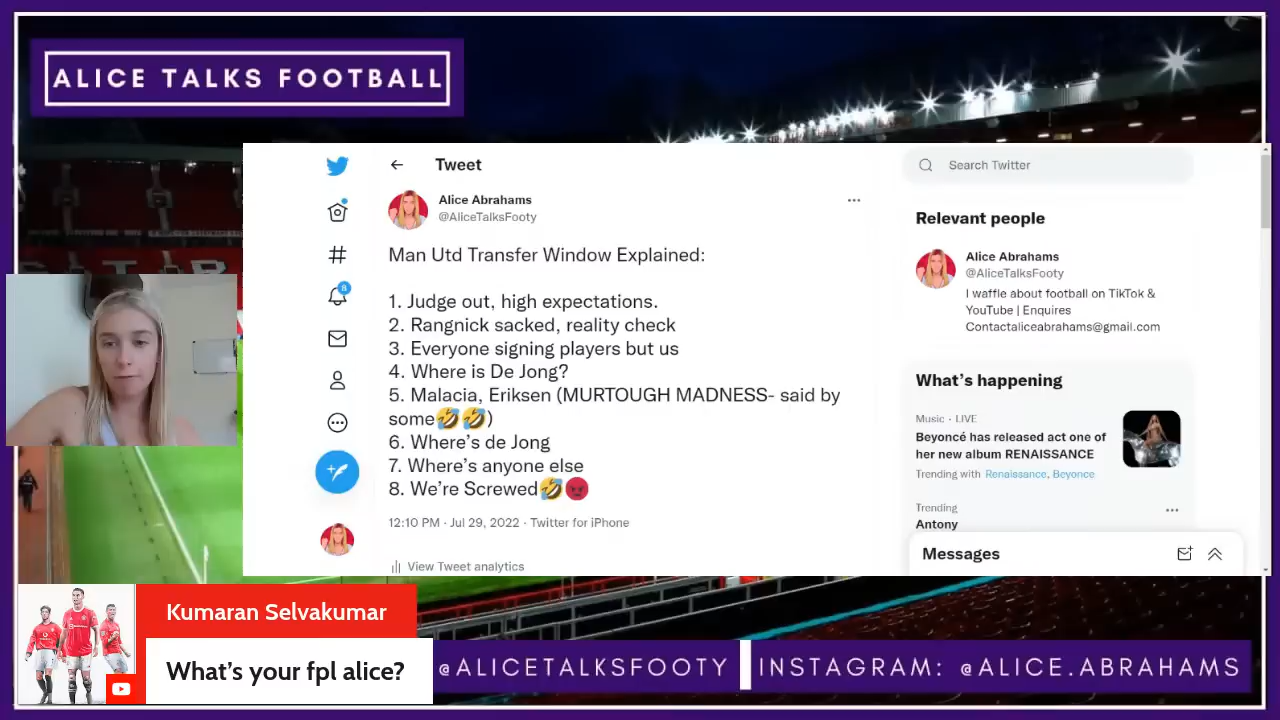 ALICE TALKS FOOTBALL
Tweet
Search Twitter
Alice Abrahams
@AliceTalksFooty
Man Utd Transfer Window Explained:
1. Judge out, high expectations.
2. Rangnick sacked, reality check
3. Everyone signing players but us
4. Where is De Jong?
5. Malacia, Eriksen (MURTOUGH MADNESS- said by
some🤣🤣)
6. Where's de Jong
7. Where's anyone else
8. We're Screwed🤣😡
12:10 PM · Jul 29, 2022 · Twitter for iPhone
View Tweet analytics
Relevant people
Alice Abrahams
@AliceTalksFooty
I waffle about football on TikTok &
YouTube | Enquires
Contactaliceabrahams@gmail.com
What's happening
Music · LIVE
Beyoncé has released act one of
her new album RENAISSANCE
Trending with Renaissance, Beyonce
Trending
Antony
Messages
Kumaran Selvakumar
What's your fpl alice?
@ALICETALKSFOOTY
INSTAGRAM: @ALICE.ABRAHAMS